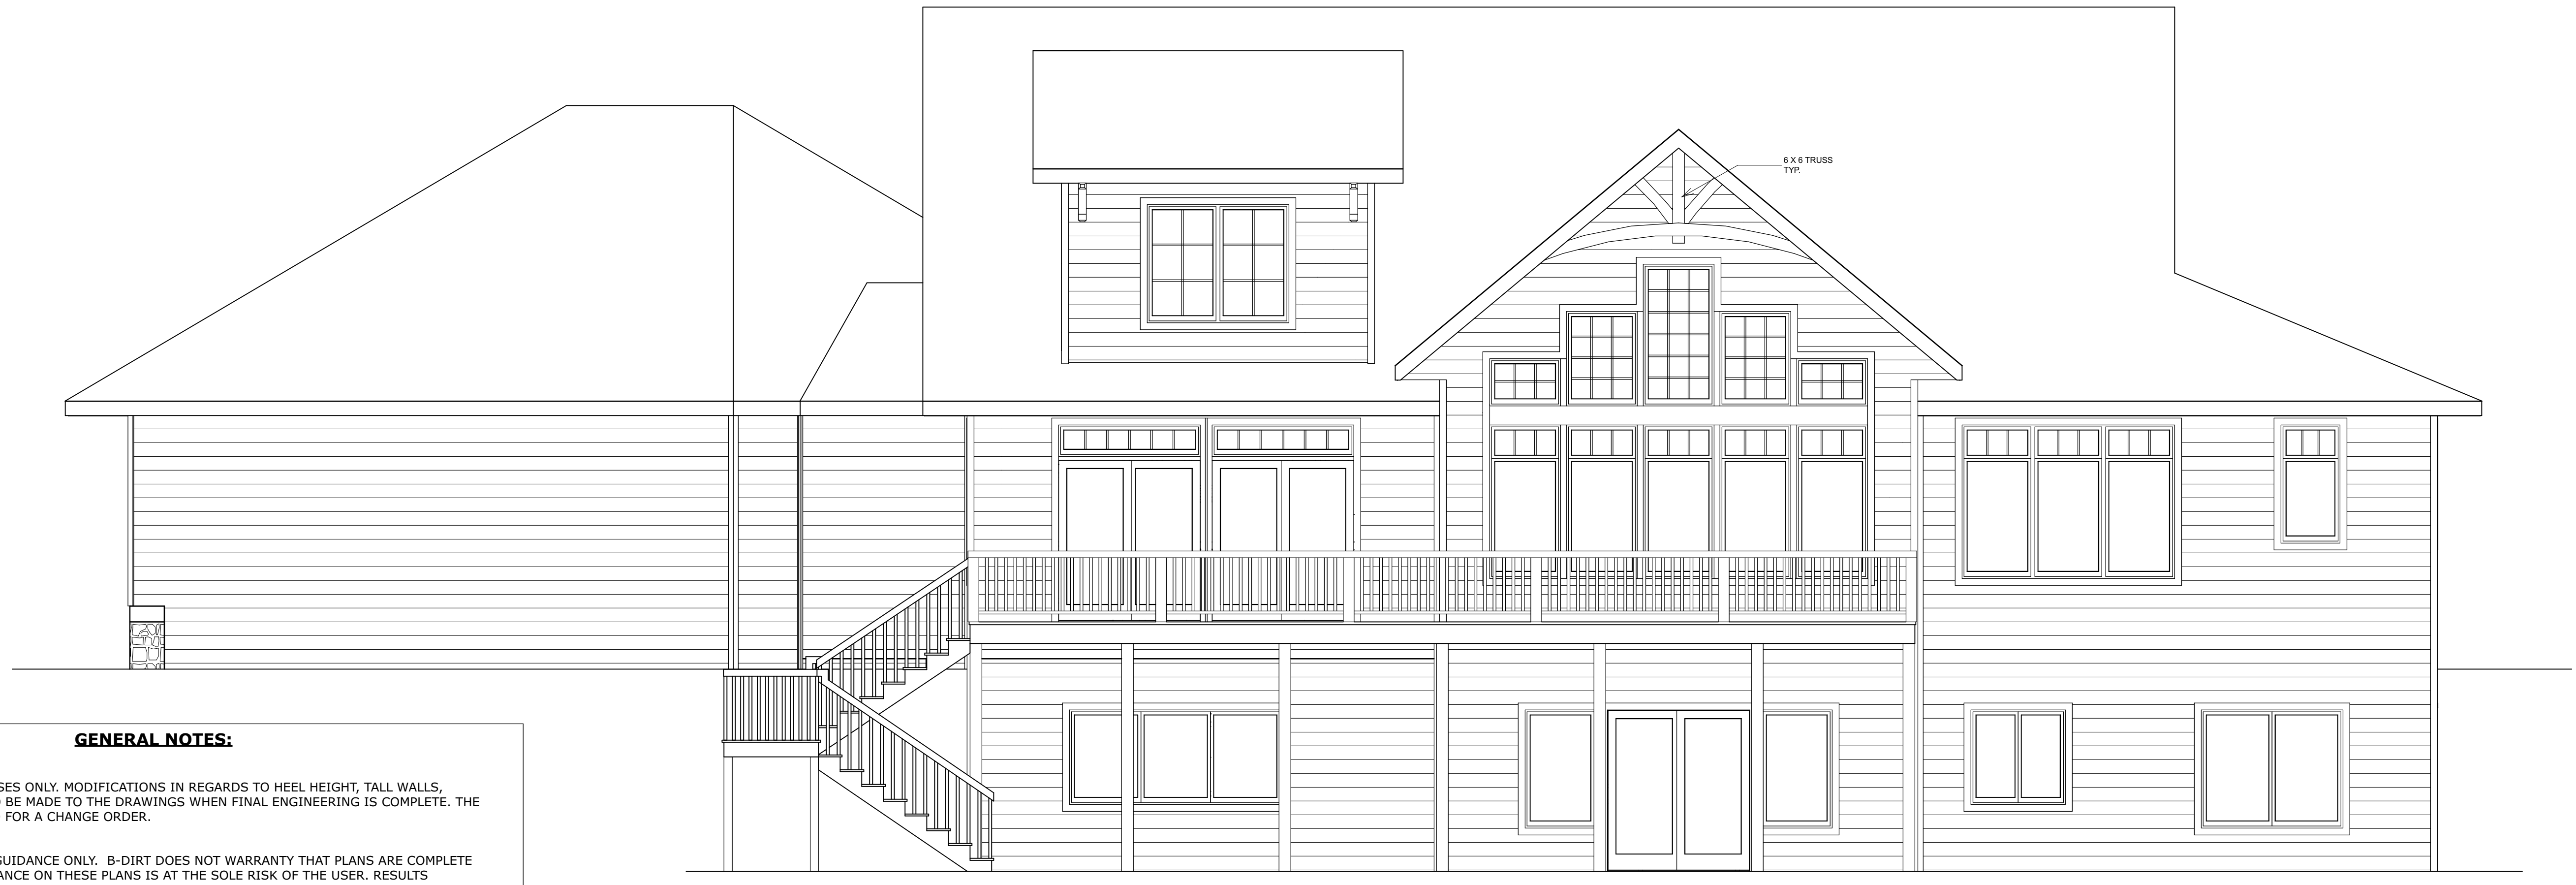 6 X 6 TRUSS
TYP.
GENERAL NOTES:
SES ONLY. MODIFICATIONS IN REGARDS TO HEEL HEIGHT, TALL WALLS,
BE MADE TO THE DRAWINGS WHEN FINAL ENGINEERING IS COMPLETE. THE
FOR A CHANGE ORDER.
GUIDANCE ONLY. B-DIRT DOES NOT WARRANTY THAT PLANS ARE COMPLETE
ANCE ON THESE PLANS IS AT THE SOLE RISK OF THE USER. RESULTS